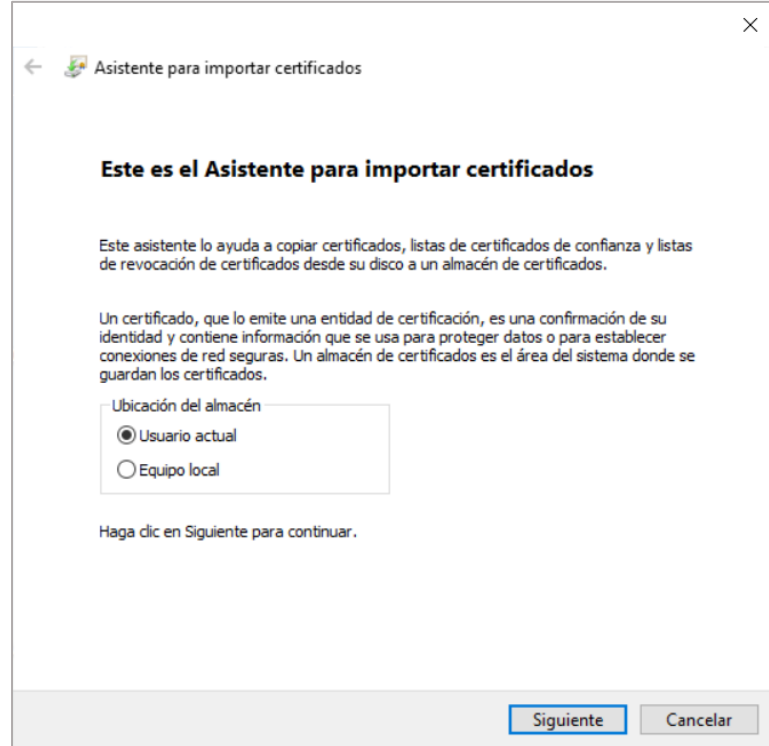 Asistente para importar certificados
Este es el Asistente para importar certificados
Este asistente lo ayuda a copiar certificados, listas de certificados de confianza y listas
de revocación de certificados desde su disco a un almacén de certificados.
Un certificado, que lo emite una entidad de certificación, es una confirmación de su
identidad y contiene información que se usa para proteger datos o para establecer
conexiones de red seguras. Un almacén de certificados es el área del sistema donde se
guardan los certificados.
Ubicación del almacén
Usuario actual
Equipo local
Haga clic en Siguiente para continuar.
Siguiente
Cancelar